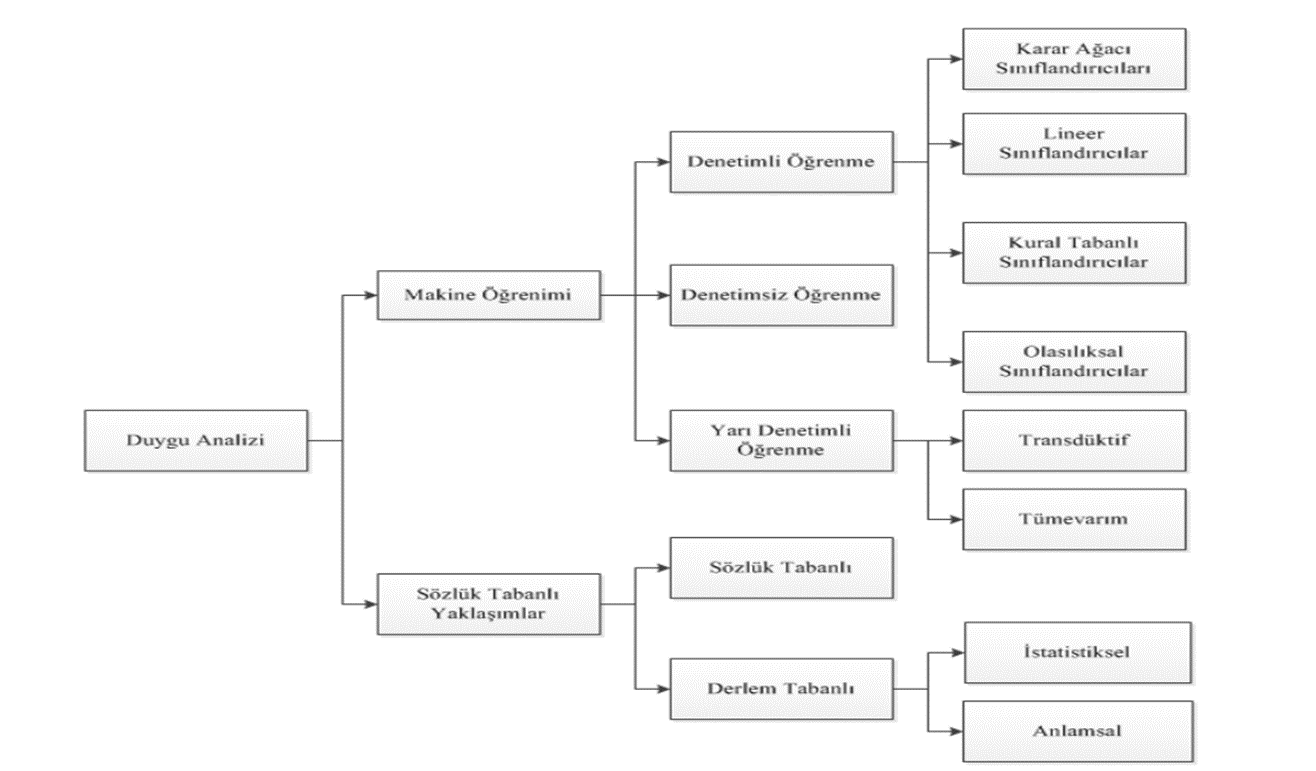 Karar Ağacı
Sınıflandırıcıları
Lineer
Sınıflandırıcılar
Denetimli Öğrenme
Kural Tabanlı
Sınıflandırıcılar
Makine Öğrenimi
Denetimsiz Öğrenme
Olasılıksal
Sınıflandırıcılar
Duygu Analizi
Yarı Denetimli
Öğrenme
Transdüktif
Tümevarım
Sözlük Tabanlı
Yaklaşımlar
Sözlük Tabanlı
Derlem Tabanlı
İstatistiksel
Anlamsal